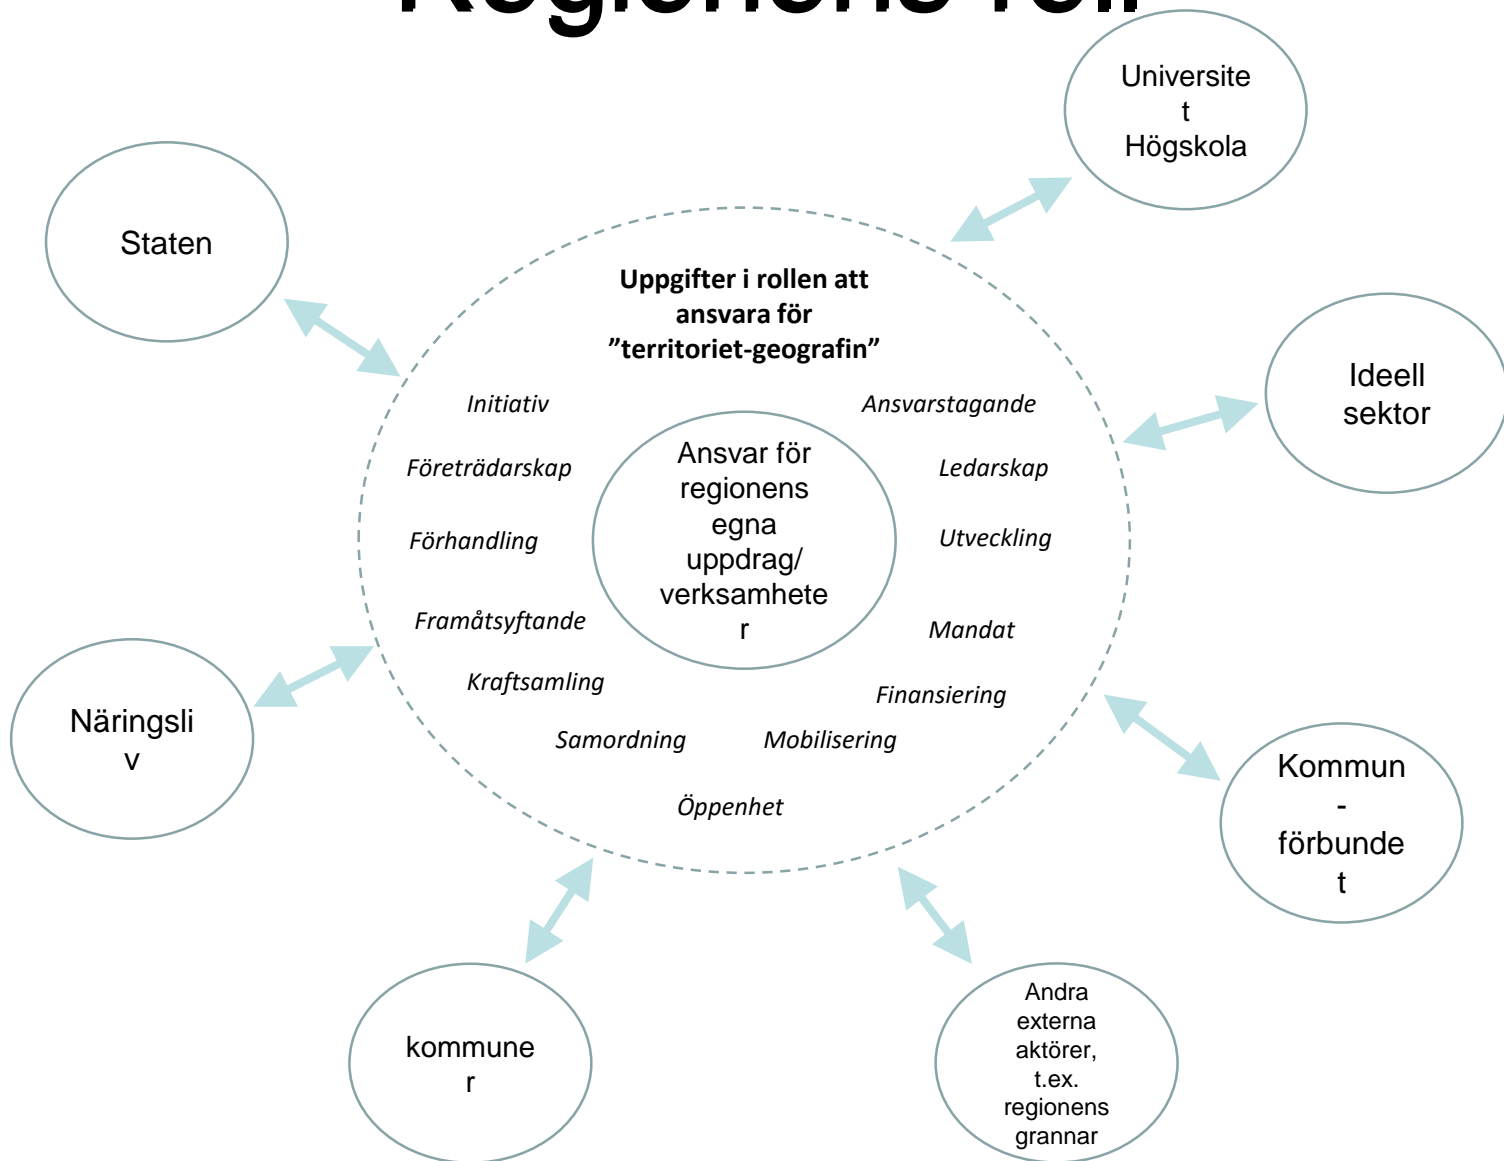 Regionens roll
Universite
t
Högskola
Staten
Uppgifter i rollen att
ansvara för
”territoriet-geografin”
Ideell
sektor
Initiativ
Ansvarstagande
Företrädarskap
Ledarskap
Förhandling
Utveckling
Ansvar för
regionens
egna
uppdrag/
verksamhete
r
Framåtsyftande
Mandat
Kraftsamling
Finansiering
Samordning
Mobilisering
Öppenhet
Näringsli
v
Kommun
-
förbunde
t
kommune
r
Andra
externa
aktörer,
t.ex.
regionens
grannar